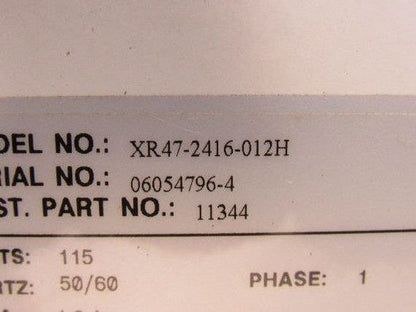 DEL NO.: XR47-2416-012H
RIAL NO.: 06054796-4
ST. PART NO.: 11344
TS: 115
RTZ: 50/60 PHASE: 1